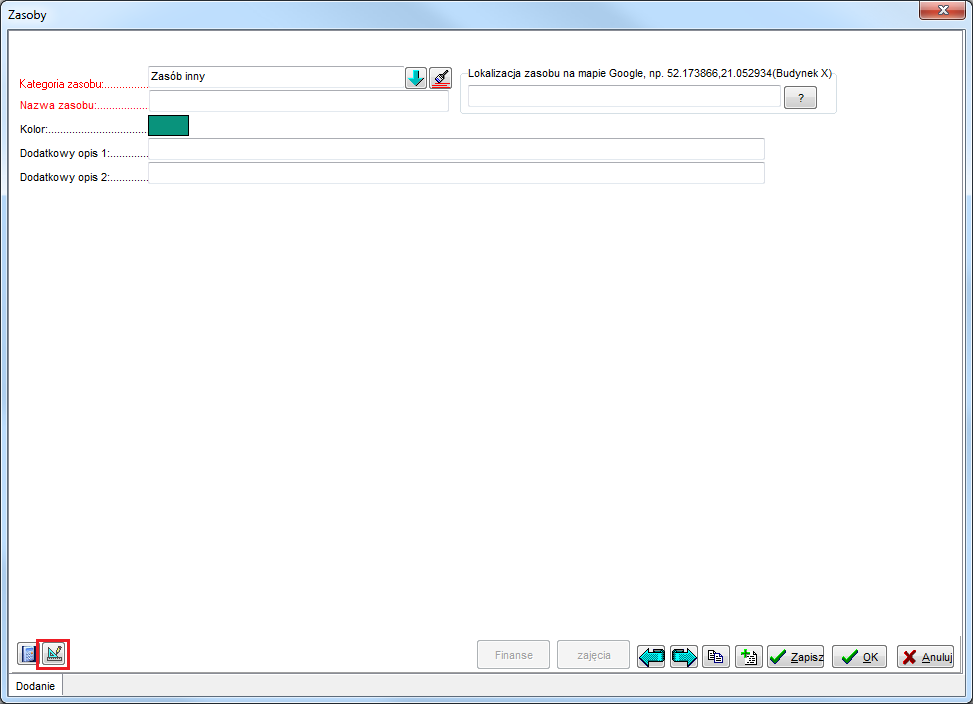 Zasoby
Kategoria zasobu:..............
Zasób inny
Lokalizacja zasobu na mapie Google, np. 52.173866,21.052934(Budynek X)
Nazwa zasobu:.................
?
Kolor:.................................
Dodatkowy opis 1:............
Dodatkowy opis 2:............
Finanse
zajęcia
Zapisz
OK
Anuluj
Dodanie